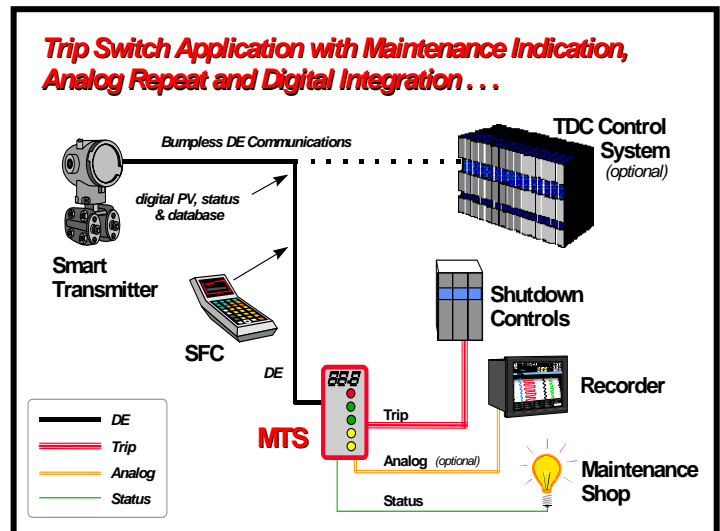 Trip Switch Application with Maintenance Indication,
Analog Repeat and Digital Integration . . .
Bumpless DE Communications
TDC Control
System
(optional)
digital PV, status
& database
Smart
Transmitter
SFC
Shutdown
Controls
DE
888
MTS
Trip
Recorder
Analog (optional)
Status
Maintenance
Shop
DE
Trip
Analog
Status